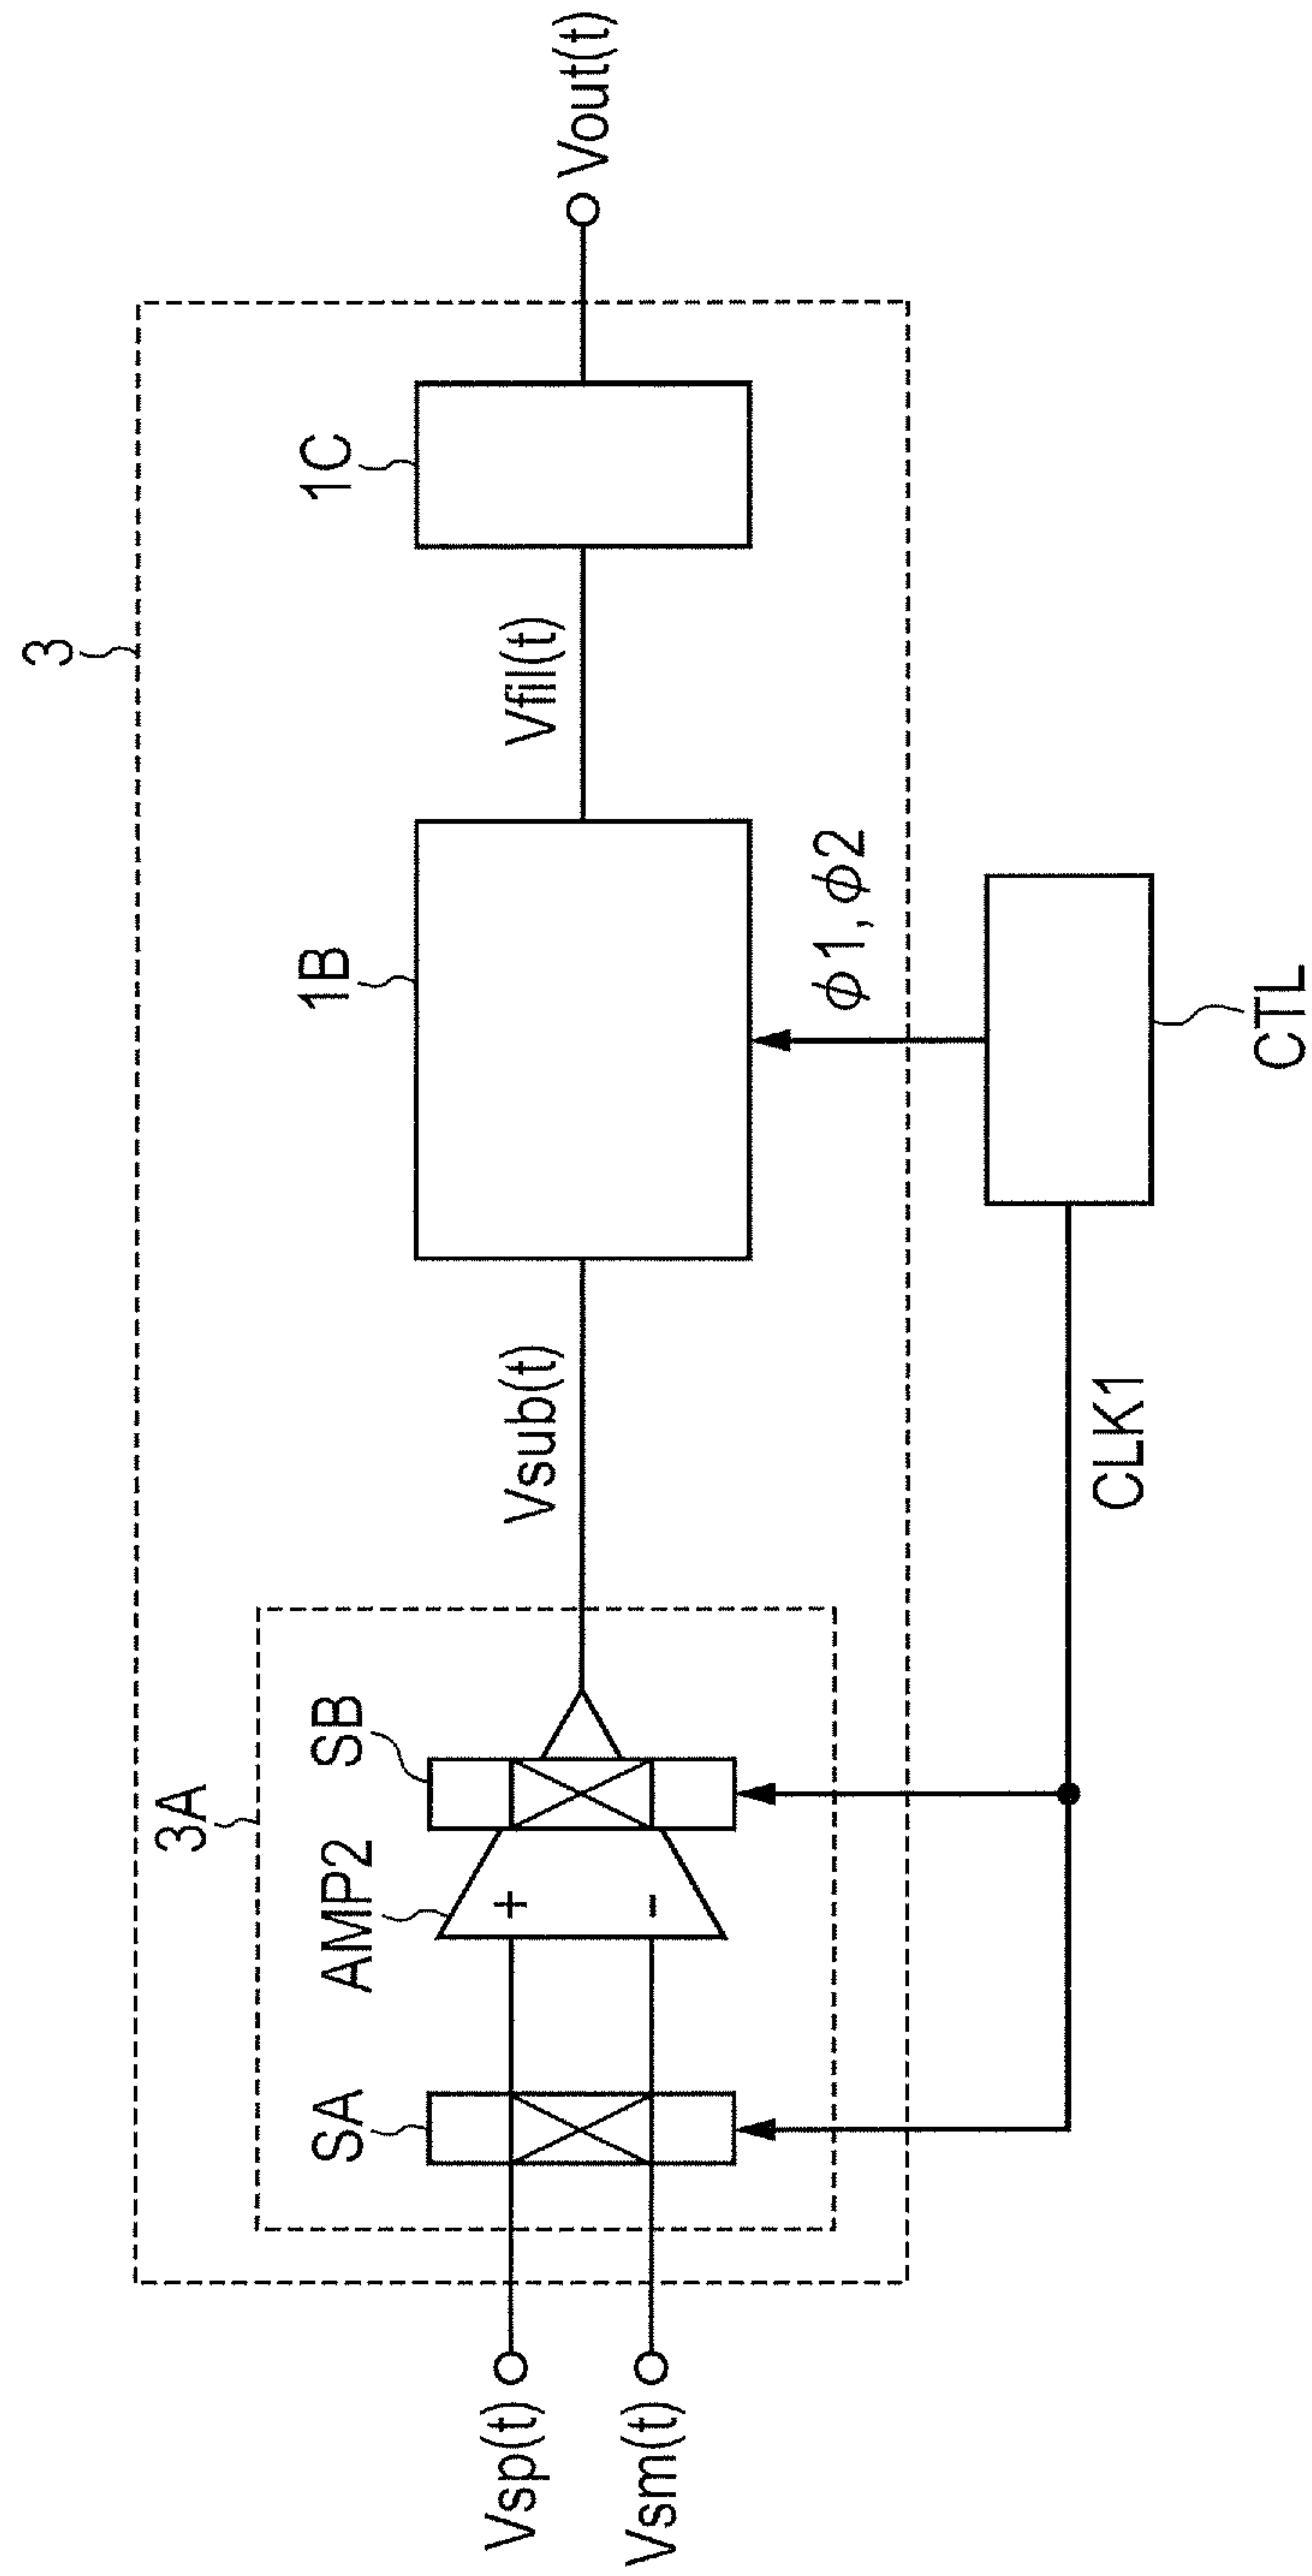 3
3A
SA
AMP2
SB
1B
1C
Vsp(t)
Vsm(t)
+
−
Vsub(t)
Vfil(t)
Vout(t)
ϕ1, ϕ2
CLK1
CTL